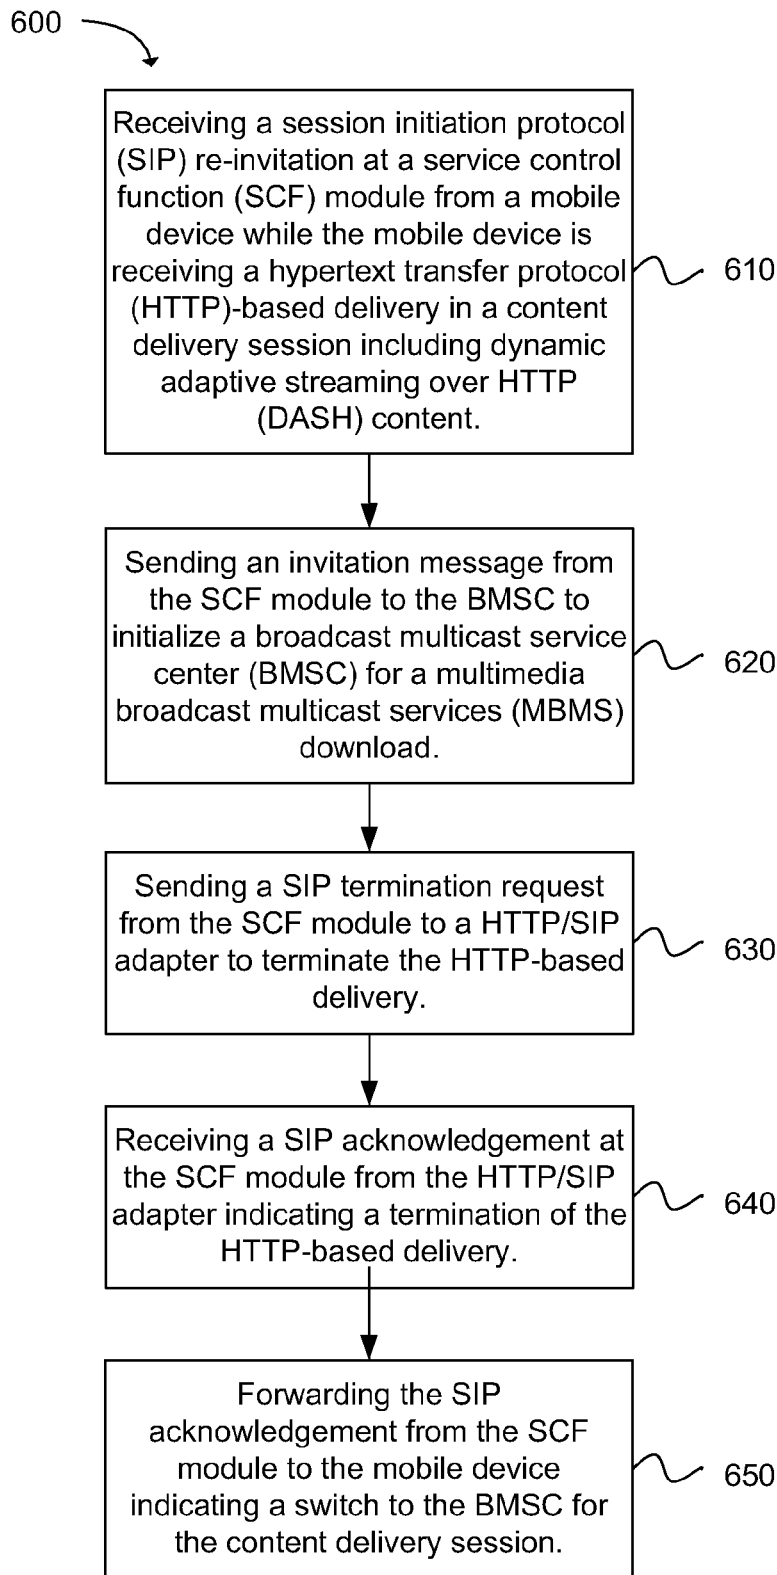 600
Receiving a session initiation protocol
(SIP) re-invitation at a service control
function (SCF) module from a mobile
device while the mobile device is
receiving a hypertext transfer protocol
(HTTP)-based delivery in a content
delivery session including dynamic
adaptive streaming over HTTP
(DASH) content.
610
Sending an invitation message from
the SCF module to the BMSC to
initialize a broadcast multicast service
center (BMSC) for a multimedia
broadcast multicast services (MBMS)
download.
620
Sending a SIP termination request
from the SCF module to a HTTP/SIP
adapter to terminate the HTTP-based
delivery.
630
Receiving a SIP acknowledgement at
the SCF module from the HTTP/SIP
adapter indicating a termination of the
HTTP-based delivery.
640
Forwarding the SIP
acknowledgement from the SCF
module to the mobile device
indicating a switch to the BMSC for
the content delivery session.
650